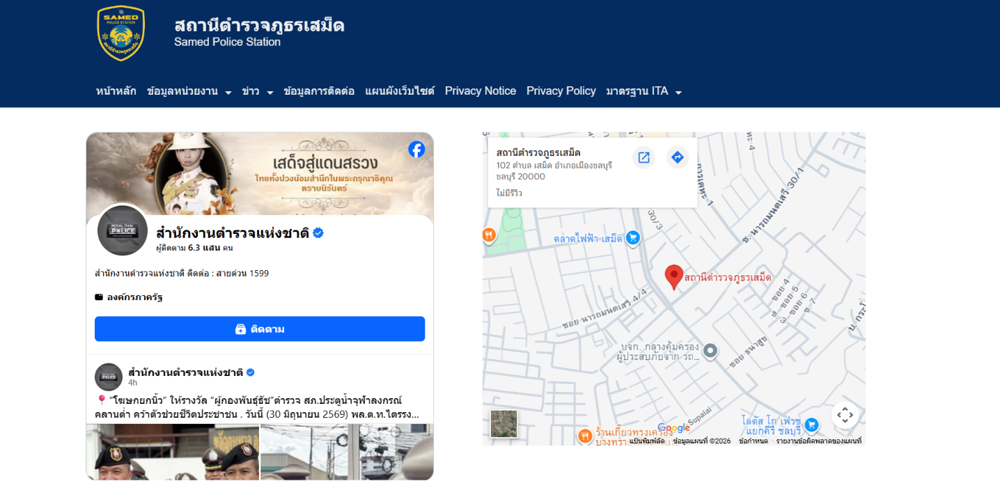 SAMED
POLICE STATION
สถานีตำรวจภูธรเสม็ด
สถานีตำรวจภูธรเสม็ด
Samed Police Station
หน้าหลัก ข้อมูลหน่วยงาน ข่าว ข้อมูลการติดต่อ แผนผังเว็บไซต์ Privacy Notice Privacy Policy มาตรฐาน ITA
เสด็จสู่แดนสรวง
ไทยทั้งปวงน้อมสำนึกในพระกรุณาธิคุณ
ตราบนิรันดร์
ROYAL THAI
POLICE
สำนักงานตำรวจแห่งชาติ
ผู้ติดตาม 6.3 แสน คน
สำนักงานตำรวจแห่งชาติ ติดต่อ : สายด่วน 1599
องค์กรภาครัฐ
ติดตาม
สำนักงานตำรวจแห่งชาติ
4h
📍 “โฆษกยกนิ้ว” ให้รางวัล “ผู้กองพันธุ์ธัช”ตำรวจ สภ.ประตูน้ำจุฬาลงกรณ์
คลานต่ำ คว้าตัวช่วยชีวิตประชาชน . วันนี้ (30 มิถุนายน 2569) พล.ต.ท.ไตรรง...
สถานีตำรวจภูธรเสม็ด
102 ตำบล เสม็ด อำเภอเมืองชลบุรี
ชลบุรี 20000
ไม่มีรีวิว
การเคหะ 1
ซ. นารถมนตเสวี 30/1
30/3
ตลาดไฟฟ้า เสม็ด
สถานีตำรวจภูธรเสม็ด
ซอย นารถมนตเสวี 4/4
ซอย 4
ซ. ซอย 5
3. ซอย 6
ซ. 7
บจก. กลางคุ้มครอง
ผู้ประสบภัยจาก รถ...
ซอย ธนาสุข
Supalai
โลตัส โก เฟรช
แยกคีรี ชลบุรี
ร้านเกี๊ยวทรงเครื่อง
Google
แป้นพิมพ์ลัด ข้อมูลแผนที่ ©2026 ข้อกำหนด รายงานข้อผิดพลาดของแผนที่